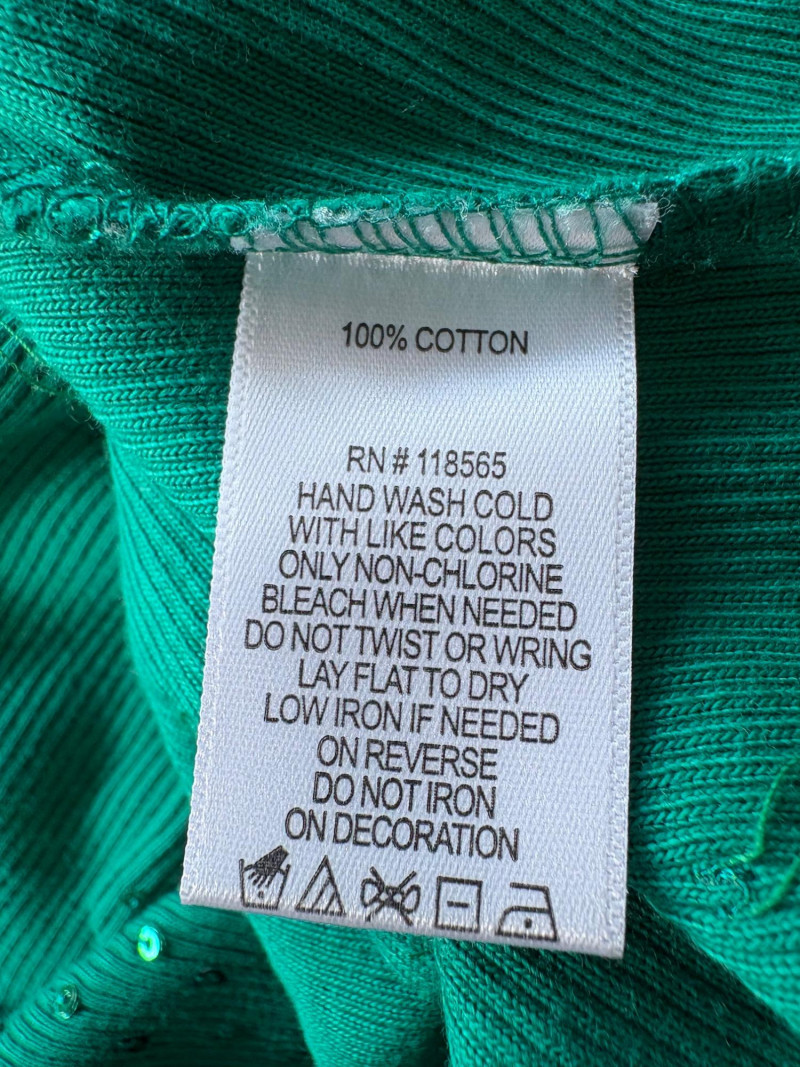 100% COTTON
RN # 118565
HAND WASH COLD
WITH LIKE COLORS
ONLY NON-CHLORINE
BLEACH WHEN NEEDED
DO NOT TWIST OR WRING
LAY FLAT TO DRY
LOW IRON IF NEEDED
ON REVERSE
DO NOT IRON
ON DECORATION